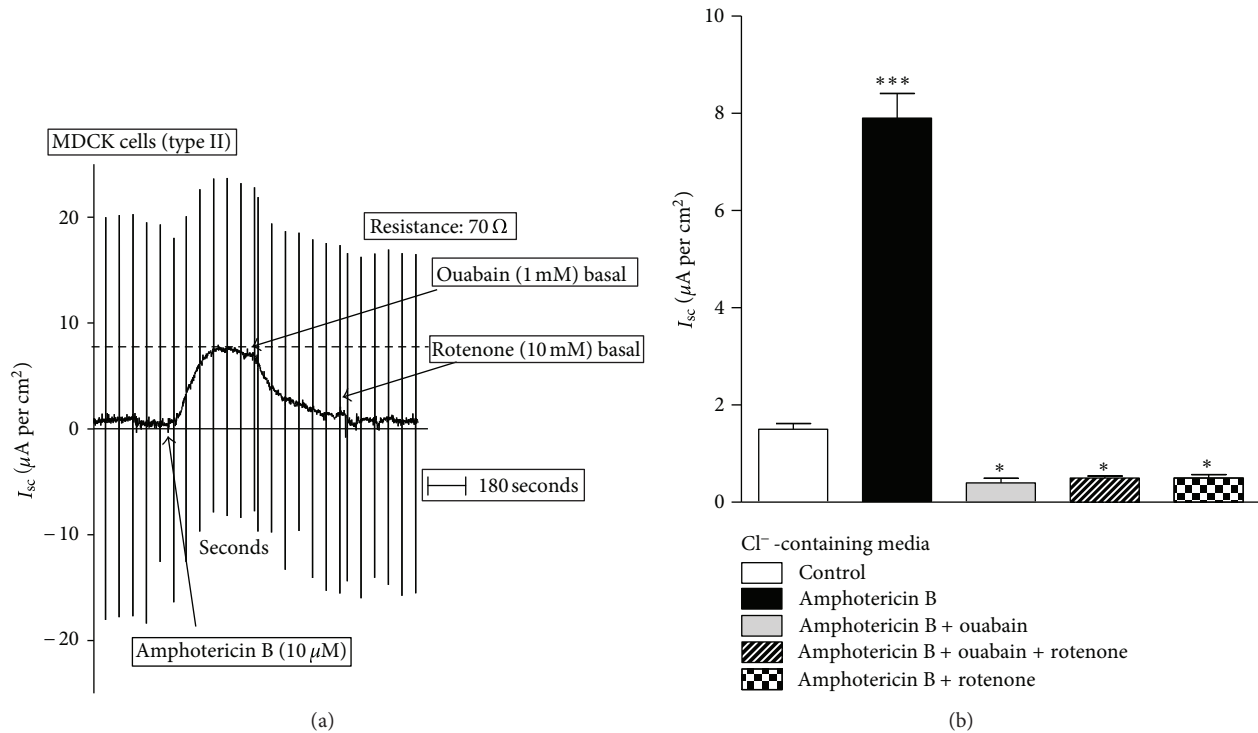 MDCK cells (type II)
20
10
0
−10
−20
Isc (μA per cm2)
Resistance: 70 Ω
Ouabain (1 mM) basal
Rotenone (10 mM) basal
180 seconds
Seconds
Amphotericin B (10 μM)
(a)
10
8
6
4
2
0
Isc (μA per cm2)
***
*
*
*
Cl− -containing media
Control
Amphotericin B
Amphotericin B + ouabain
Amphotericin B + ouabain + rotenone
Amphotericin B + rotenone
(b)